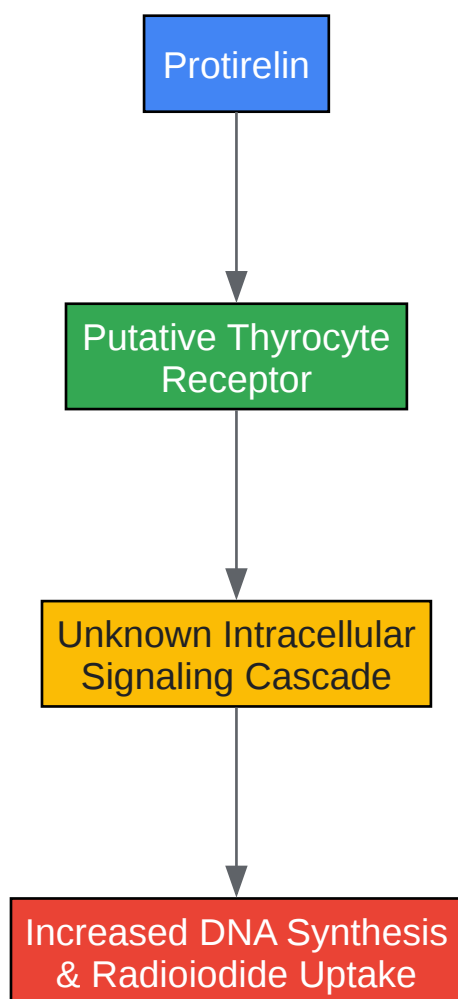 Protirelin
Putative Thyrocyte
Receptor
Unknown Intracellular
Signaling Cascade
Increased DNA Synthesis
& Radioiodide Uptake